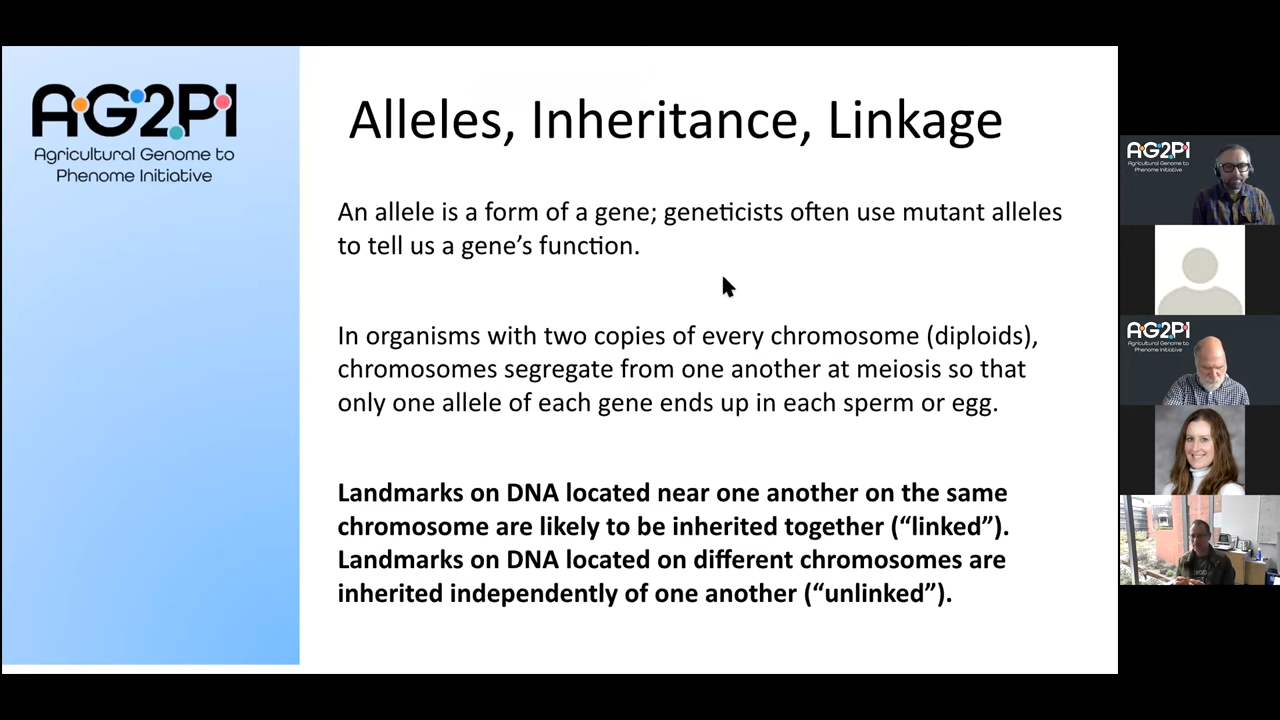 AG2PI
Agricultural Genome to
Phenome Initiative
Alleles, Inheritance, Linkage
An allele is a form of a gene; geneticists often use mutant alleles
to tell us a gene’s function.
In organisms with two copies of every chromosome (diploids),
chromosomes segregate from one another at meiosis so that
only one allele of each gene ends up in each sperm or egg.
Landmarks on DNA located near one another on the same
chromosome are likely to be inherited together (“linked”).
Landmarks on DNA located on different chromosomes are
inherited independently of one another (“unlinked”).
AG2PI
Agricultural Genome to
Phenome Initiative
AG2PI
Agricultural Genome to
Phenome Initiative